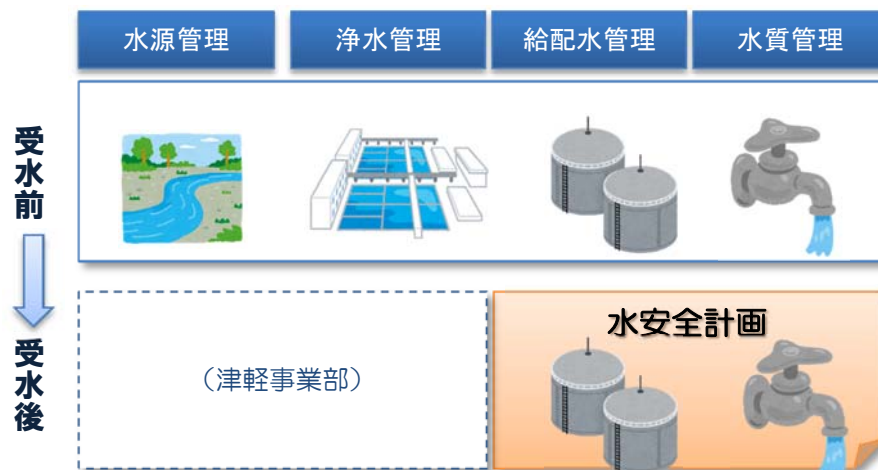 水源管理
浄水管理
給配水管理
水質管理
受水前
受水後
（津軽事業部）
水安全計画